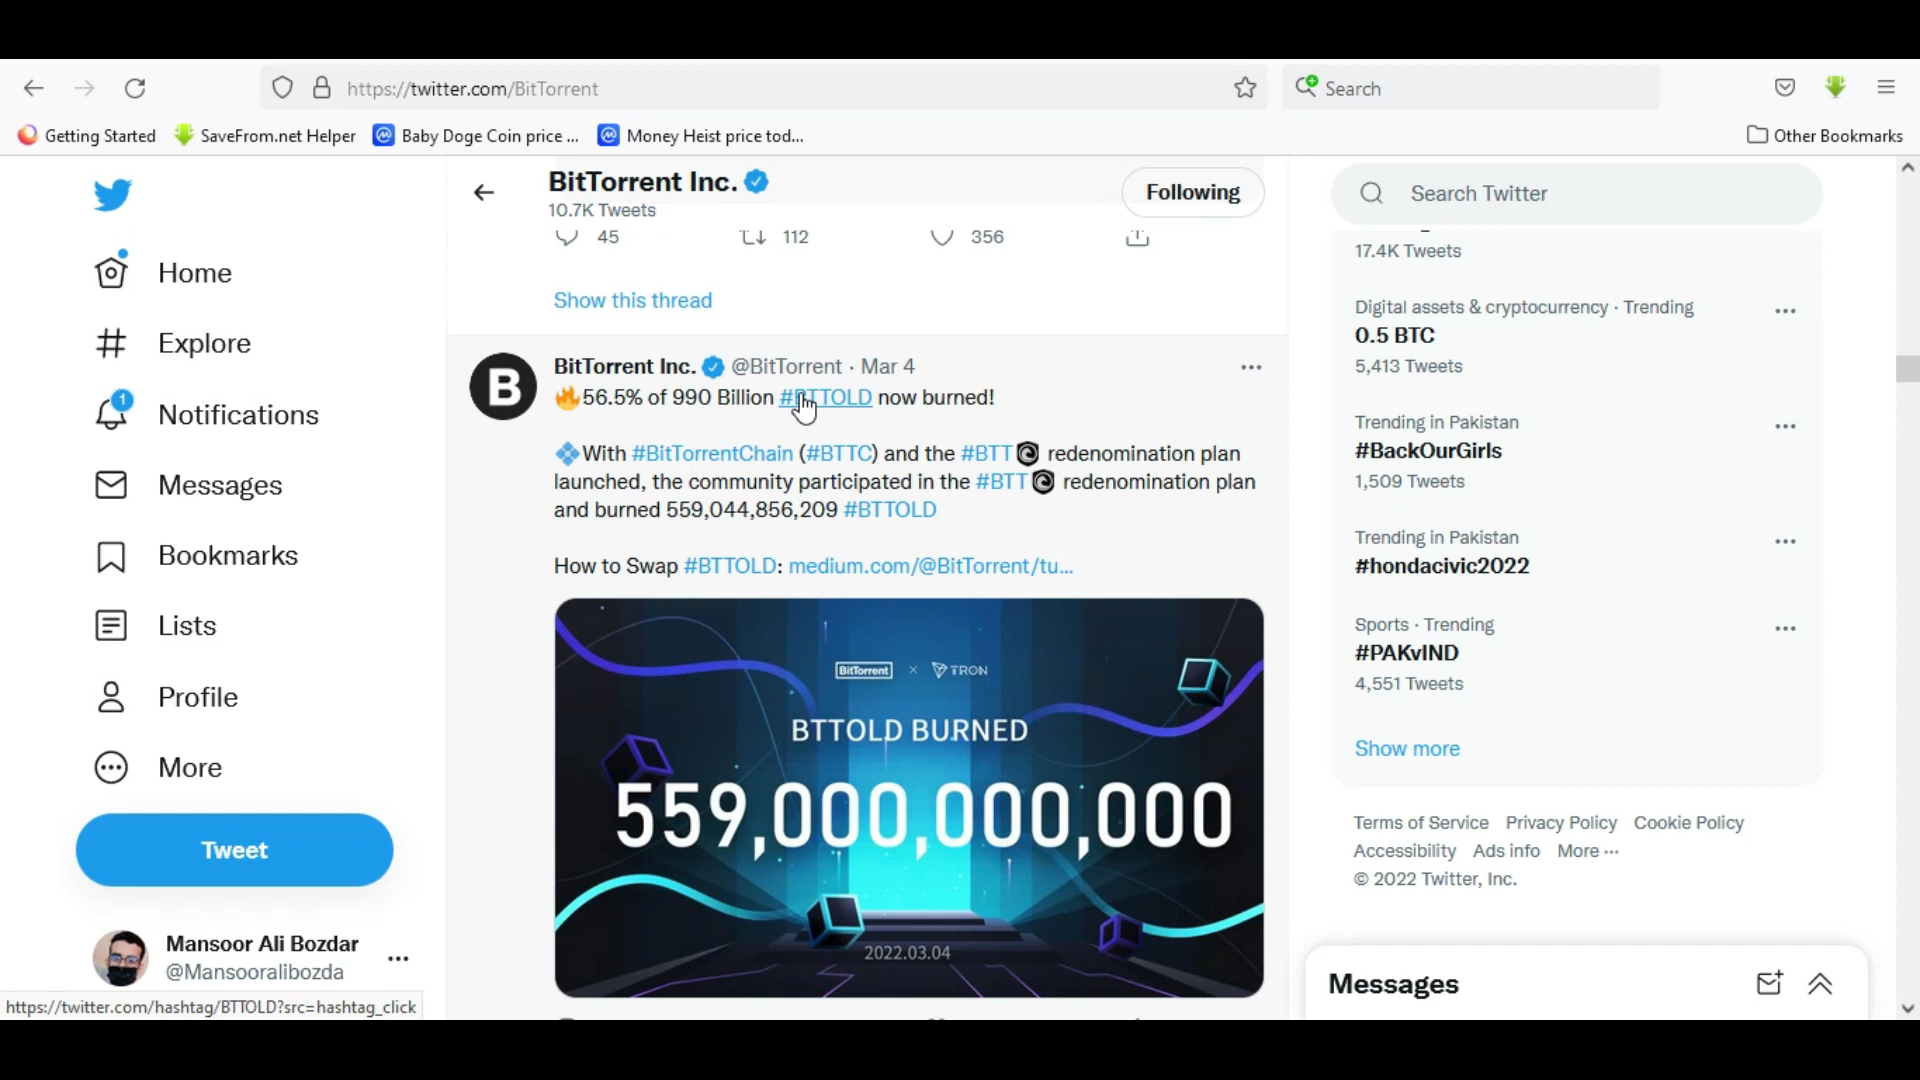 https://twitter.com/BitTorrent
Search
Getting Started
SaveFrom.net Helper
Baby Doge Coin price ...
Money Heist price tod...
Other Bookmarks
Home
Explore
1
Notifications
Messages
Bookmarks
Lists
Profile
More
Tweet
Mansoor Ali Bozdar
@Mansooralibozda
https://twitter.com/hashtag/BTTOLD?src=hashtag_click
BitTorrent Inc.
10.7K Tweets
Following
45 112 356
Show this thread
B
BitTorrent Inc. @BitTorrent · Mar 4
56.5% of 990 Billion #BTTOLD now burned!
With #BitTorrentChain (#BTTC) and the #BTT redenomination plan
launched, the community participated in the #BTT redenomination plan
and burned 559,044,856,209 #BTTOLD
How to Swap #BTTOLD: medium.com/@BitTorrent/tu...
BitTorrent × TRON
BTTOLD BURNED
559,000,000,000
2022.03.04
Search Twitter
17.4K Tweets
Digital assets & cryptocurrency · Trending
0.5 BTC
5,413 Tweets
Trending in Pakistan
#BackOurGirls
1,509 Tweets
Trending in Pakistan
#hondacivic2022
Sports · Trending
#PAKvIND
4,551 Tweets
Show more
Terms of Service Privacy Policy Cookie Policy
Accessibility Ads info More ···
© 2022 Twitter, Inc.
Messages